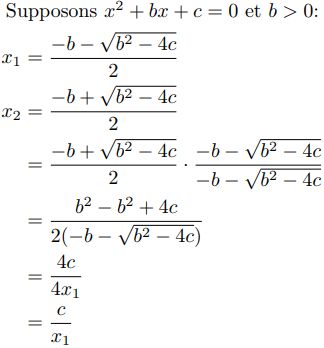 Supposons $x^2 + bx + c = 0$ et $b > 0$:
$x_1 = \frac{-b - \sqrt{b^2 - 4c}}{2}$
$x_2 = \frac{-b + \sqrt{b^2 - 4c}}{2}$
$= \frac{-b + \sqrt{b^2 - 4c}}{2} \cdot \frac{-b - \sqrt{b^2 - 4c}}{-b - \sqrt{b^2 - 4c}}$
$= \frac{b^2 - b^2 + 4c}{2(-b - \sqrt{b^2 - 4c})}$
$= \frac{4c}{4x_1}$
$= \frac{c}{x_1}$